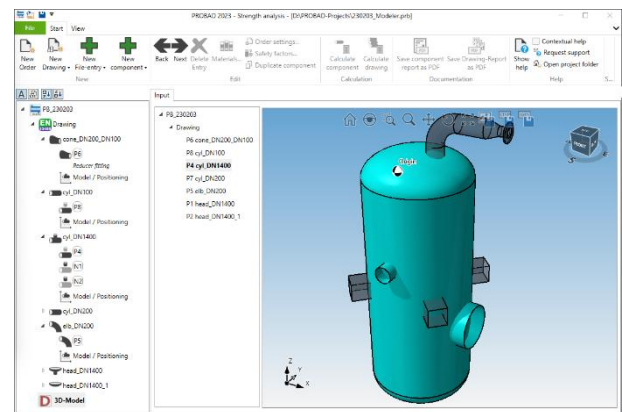 PROBAD 2023 - Strength analysis - [D:\PROBAD-Projects\230203_Modeler.prb]
File Start View
New Order
New Drawing
New File-entry
New component
Back
Next
Delete Entry
Materials...
Order settings...
Safety factors...
Duplicate component
Calculate component
Calculate drawing
Save component report as PDF
Save Drawing-Report as PDF
Show help
Contextual help
Request support
Open project folder
New Edit Calculation Documentation Help S...
Input
PB_230203
Drawing
cone_DN200_DN100
P6
Reducer fitting
Model / Positioning
cyl_DN100
P8
Model / Positioning
cyl_DN1400
P4
N1
N2
Model / Positioning
cyl_DN200
elb_DN200
P5
Model / Positioning
head_DN1400
head_DN1400_1
3D-Model
PB_230203
Drawing
P6 cone_DN200_DN100
P8 cyl_DN100
P4 cyl_DN1400
P7 cyl_DN200
P5 elb_DN200
P1 head_DN1400
P2 head_DN1400_1
FRONT
S
Z
Y
X